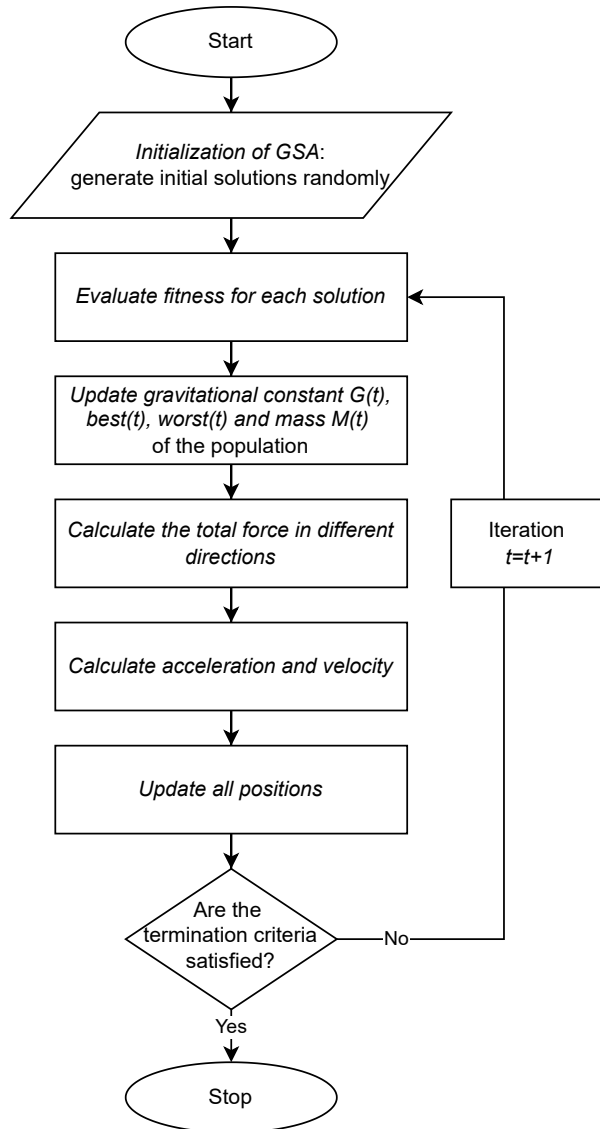 Start
Initialization of GSA:
generate initial solutions randomly
Evaluate fitness for each solution
Update gravitational constant G(t),
best(t), worst(t) and mass M(t)
of the population
Calculate the total force in different
directions
Iteration
t=t+1
Calculate acceleration and velocity
Update all positions
Are the
termination criteria
satisfied?
No
Yes
Stop